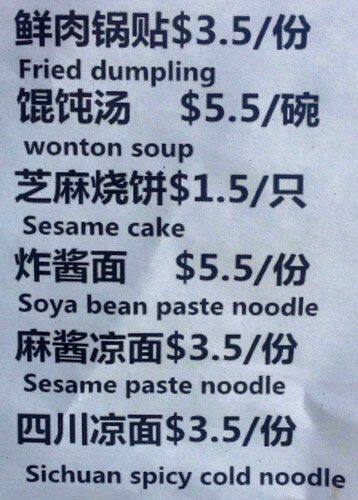 鲜肉锅贴$3.5/份
Fried dumpling
馄饨汤 $5.5/碗
wonton soup
芝麻烧饼$1.5/只
Sesame cake
炸酱面 $5.5/份
Soya bean paste noodle
麻酱凉面$3.5/份
Sesame paste noodle
四川凉面$3.5/份
Sichuan spicy cold noodle